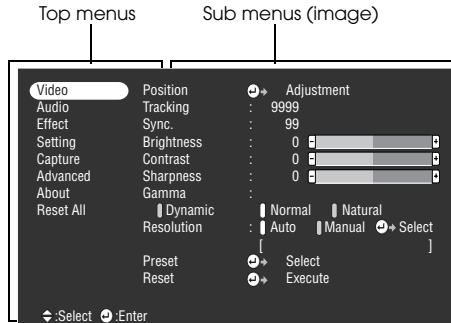 Top menus Sub menus (image)
Video Position Adjustment
Audio Tracking : 9999
Effect Sync. : 99
Setting Brightness : 0 - +
Capture Contrast : 0 - +
Advanced Sharpness : 0 - +
About Gamma :
Reset All Dynamic Normal Natural
Resolution : Auto Manual Select
[ ]
Preset Select
Reset Execute
:Select :Enter